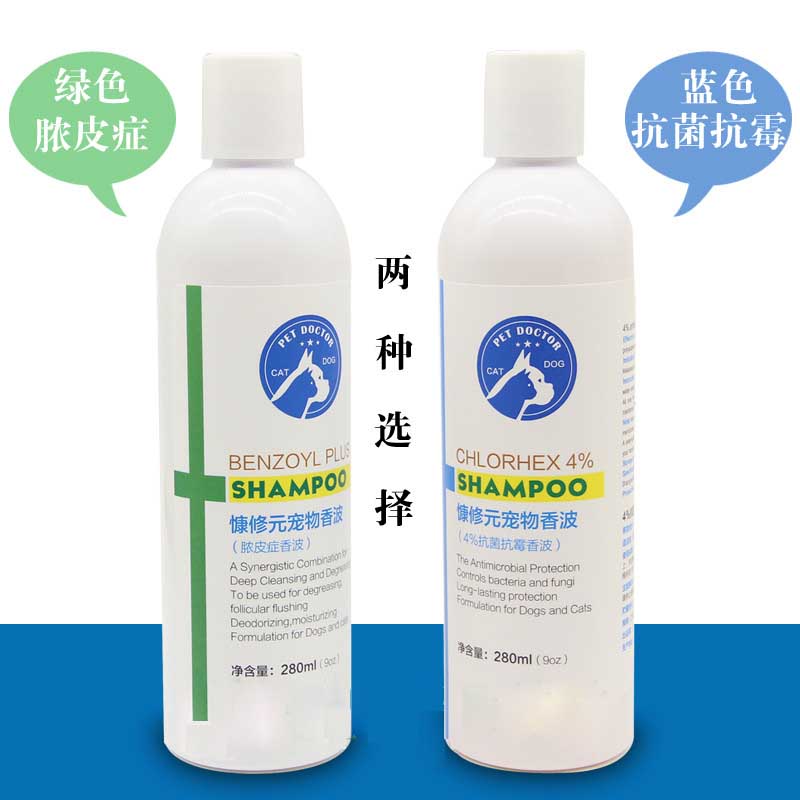 绿色
脓皮症
蓝色
抗菌抗霉
两种选择
PET DOCTOR
CAT
DOG
BENZOYL PLUS
SHAMPOO
慷修元宠物香波
（脓皮症香波）
A Synergistic Combination for
Deep Cleansing and Degreasing
To be used for degreasing,
follicular flushing
Deodorizing,moisturizing
Formulation for Dogs and cats
净含量：280ml（9oz）
PET DOCTOR
CAT
DOG
CHLORHEX 4%
SHAMPOO
慷修元宠物香波
（4%抗菌抗霉香波）
The Antimicrobial Protection
Controls bacteria and fungi
Long-lasting protection
Formulation for Dogs and Cats
净含量：280ml（9oz）